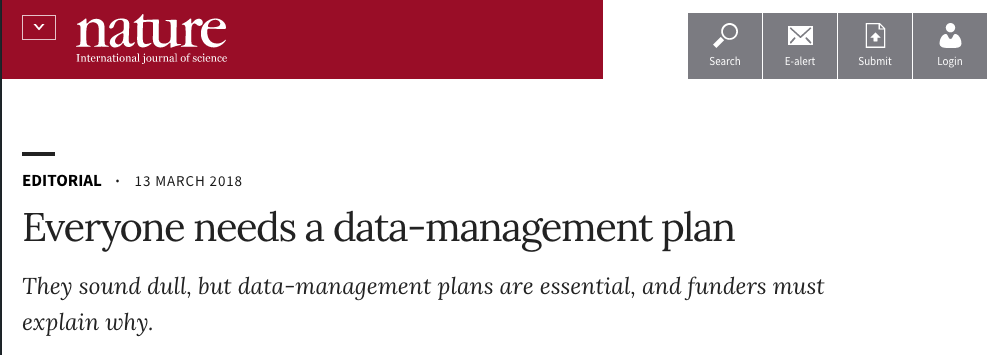 nature
International journal of science
Search
E-alert
Submit
Login
EDITORIAL · 13 MARCH 2018
Everyone needs a data-management plan
They sound dull, but data-management plans are essential, and funders must
explain why.